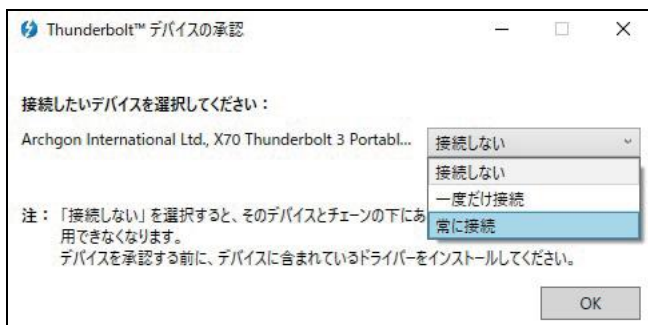 Thunderbolt™ デバイスの承認
接続したいデバイスを選択してください：
Archgon International Ltd., X70 Thunderbolt 3 Portabl...
接続しない
接続しない
一度だけ接続
常に接続
注：「接続しない」を選択すると、そのデバイスとチェーンの下にあ
用できなくなります。
デバイスを承認する前に、デバイスに含まれているドライバーをインストールしてください。
OK